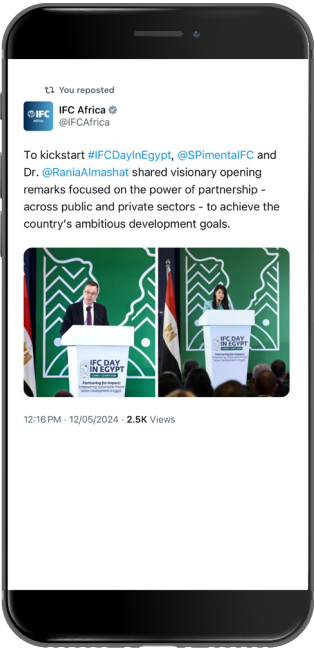 You reposted
IFC
Africa
IFC Africa
@IFCAfrica
To kickstart #IFCDayInEgypt, @SPimentaIFC and
Dr. @RaniaAlmashat shared visionary opening
remarks focused on the power of partnership -
across public and private sectors - to achieve the
country's ambitious development goals.
IFC DAY
IN EGYPT
Partnering for Impact:
IFC DAY
IN EGYPT
Partnering for Impact:
12:16 PM · 12/05/2024 · 2.5K Views